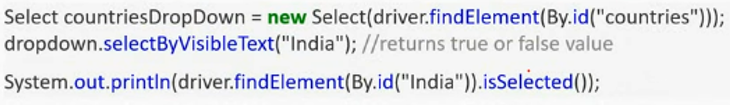 Select countriesDropDown = new Select(driver.findElement(By.id("countries")));
dropdown.selectByVisibleText("India"); //returns true or false value
System.out.println(driver.findElement(By.id("India")).isSelected());